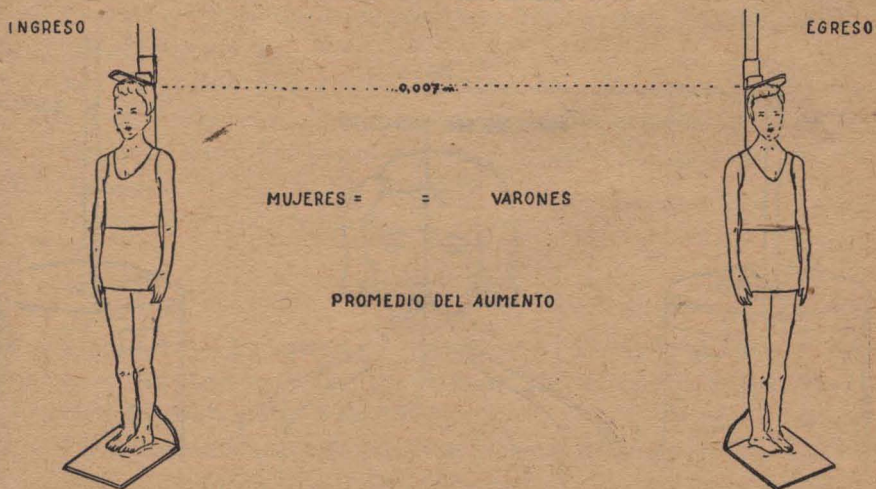 INGRESO
EGRESO
0,007 m
MUJERES = = VARONES
PROMEDIO DEL AUMENTO